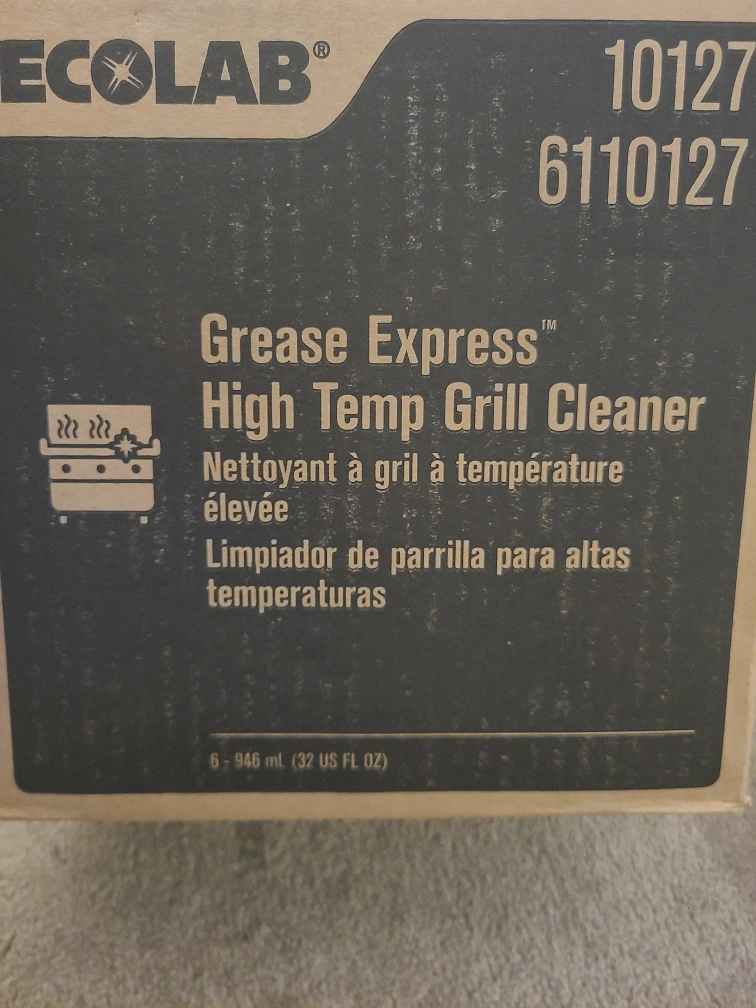 ECOLAB®
10127
6110127
Grease Express™
High Temp Grill Cleaner
Nettoyant à gril à température
élevée
Limpiador de parrilla para altas
temperaturas
6 - 946 mL (32 US FL OZ)